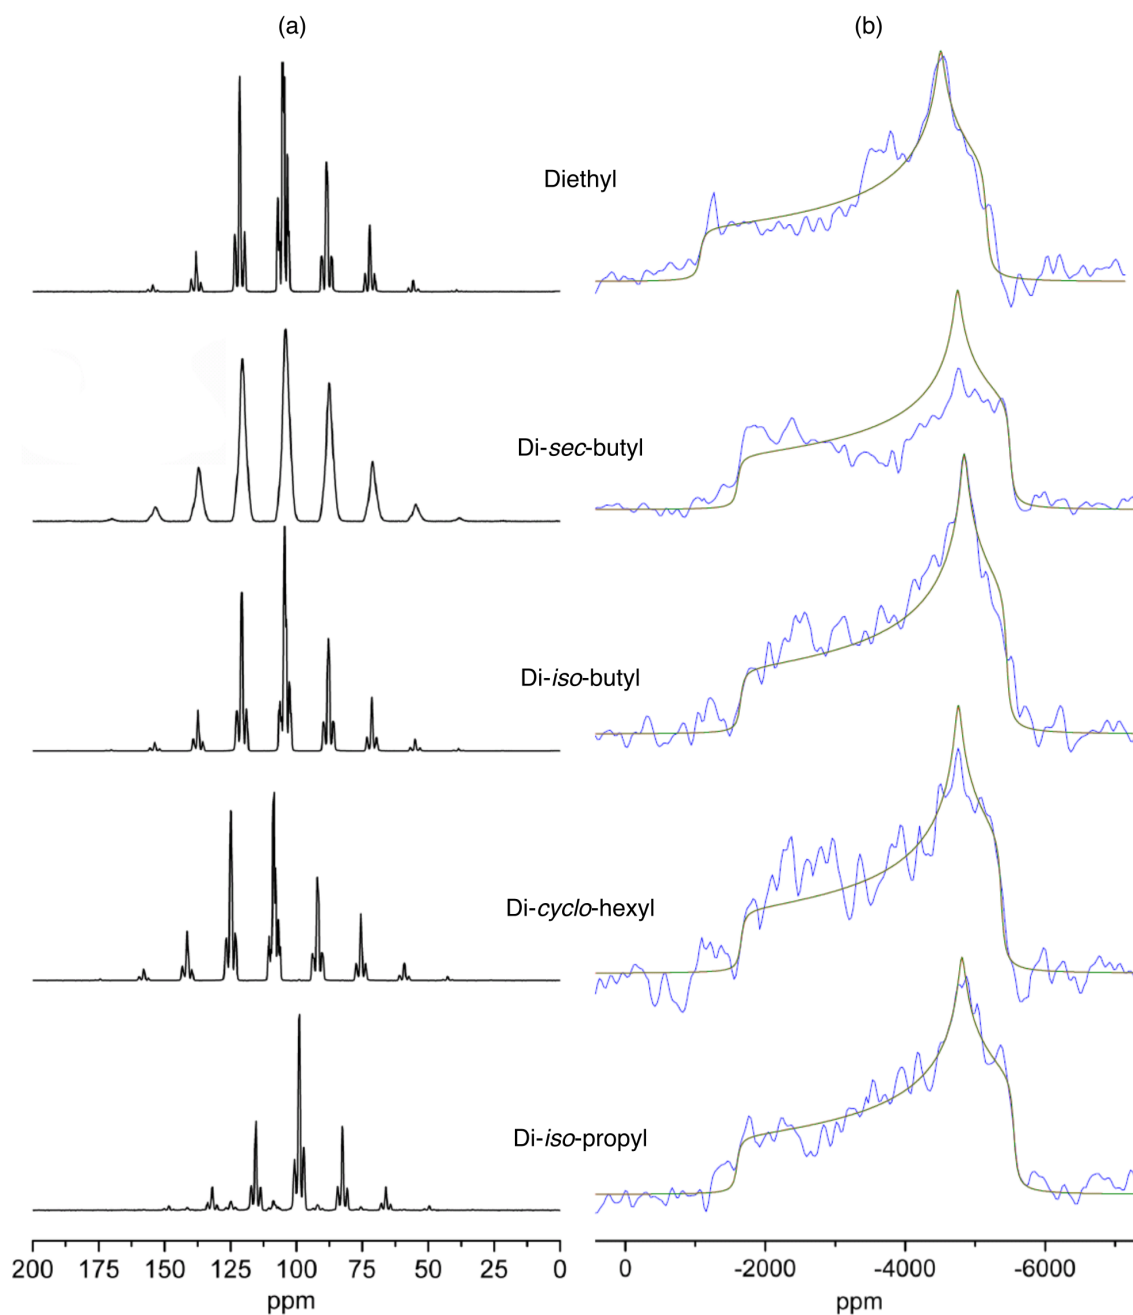 (a)
(b)
Diethyl
Di-sec-butyl
Di-iso-butyl
Di-cyclo-hexyl
Di-iso-propyl
200 175 150 125 100 75 50 25 0
ppm
0 -2000 -4000 -6000
ppm